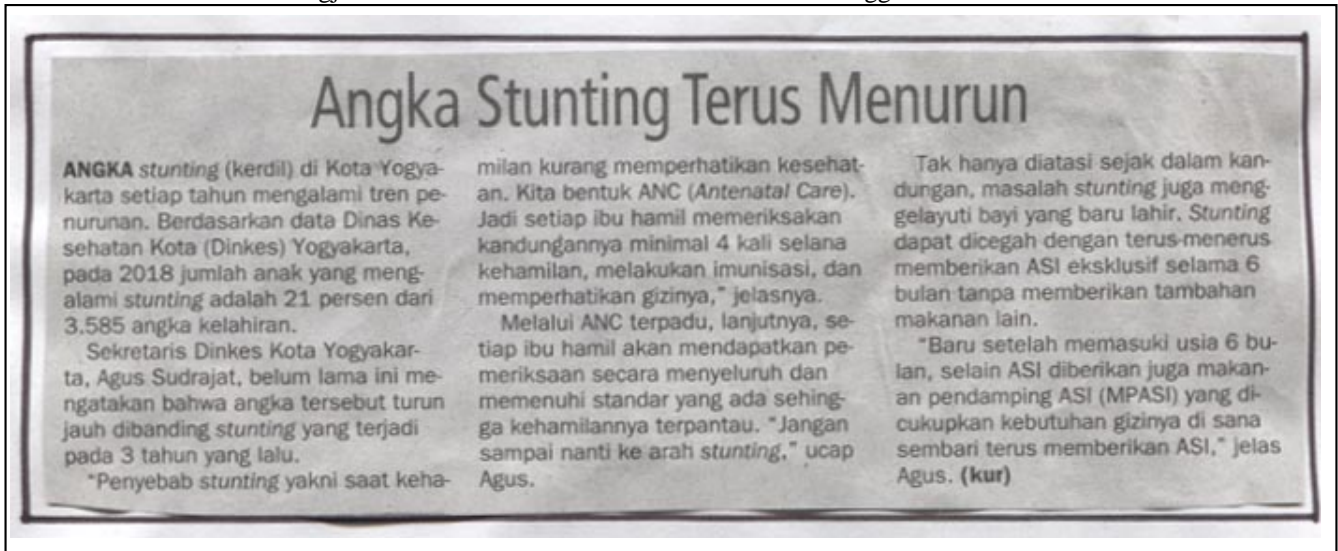 Angka Stunting Terus Menurun
ANGKA stunting (kerdil) di Kota Yogya-
karta setiap tahun mengalami tren pe-
nurunan. Berdasarkan data Dinas Ke-
sehatan Kota (Dinkes) Yogyakarta,
pada 2018 jumlah anak yang meng-
alami stunting adalah 21 persen dari
3.585 angka kelahiran.
Sekretaris Dinkes Kota Yogyakar-
ta, Agus Sudrajat, belum lama ini me-
ngatakan bahwa angka tersebut turun
jauh dibanding stunting yang terjadi
pada 3 tahun yang lalu.
"Penyebab stunting yakni saat keha-
milan kurang memperhatikan kesehat-
an. Kita bentuk ANC (Antenatal Care).
Jadi setiap ibu hamil memeriksakan
kandungannya minimal 4 kali selana
kehamilan, melakukan imunisasi, dan
memperhatikan gizinya," jelasnya.
Melalui ANC terpadu, lanjutnya, se-
tiap ibu hamil akan mendapatkan pe-
meriksaan secara menyeluruh dan
memenuhi standar yang ada sehing-
ga kehamilannya terpantau. "Jangan
sampai nanti ke arah stunting," ucap
Agus.
Tak hanya diatasi sejak dalam kan-
dungan, masalah stunting juga meng-
gelayuti bayi yang baru lahir. Stunting
dapat dicegah dengan terus-menerus
memberikan ASI eksklusif selama 6
bulan tanpa memberikan tambahan
makanan lain.
"Baru setelah memasuki usia 6 bu-
lan, selain ASI diberikan juga makan-
an pendamping ASI (MPASI) yang di-
cukupkan kebutuhan gizinya di sana
sembari terus memberikan ASI," jelas
Agus. (kur)